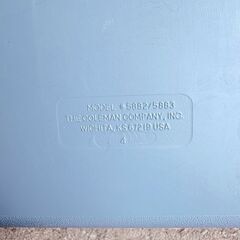 MODEL # 5882/5883
THE COLEMAN COMPANY, INC.
WICHITA, KS 67219 USA
4